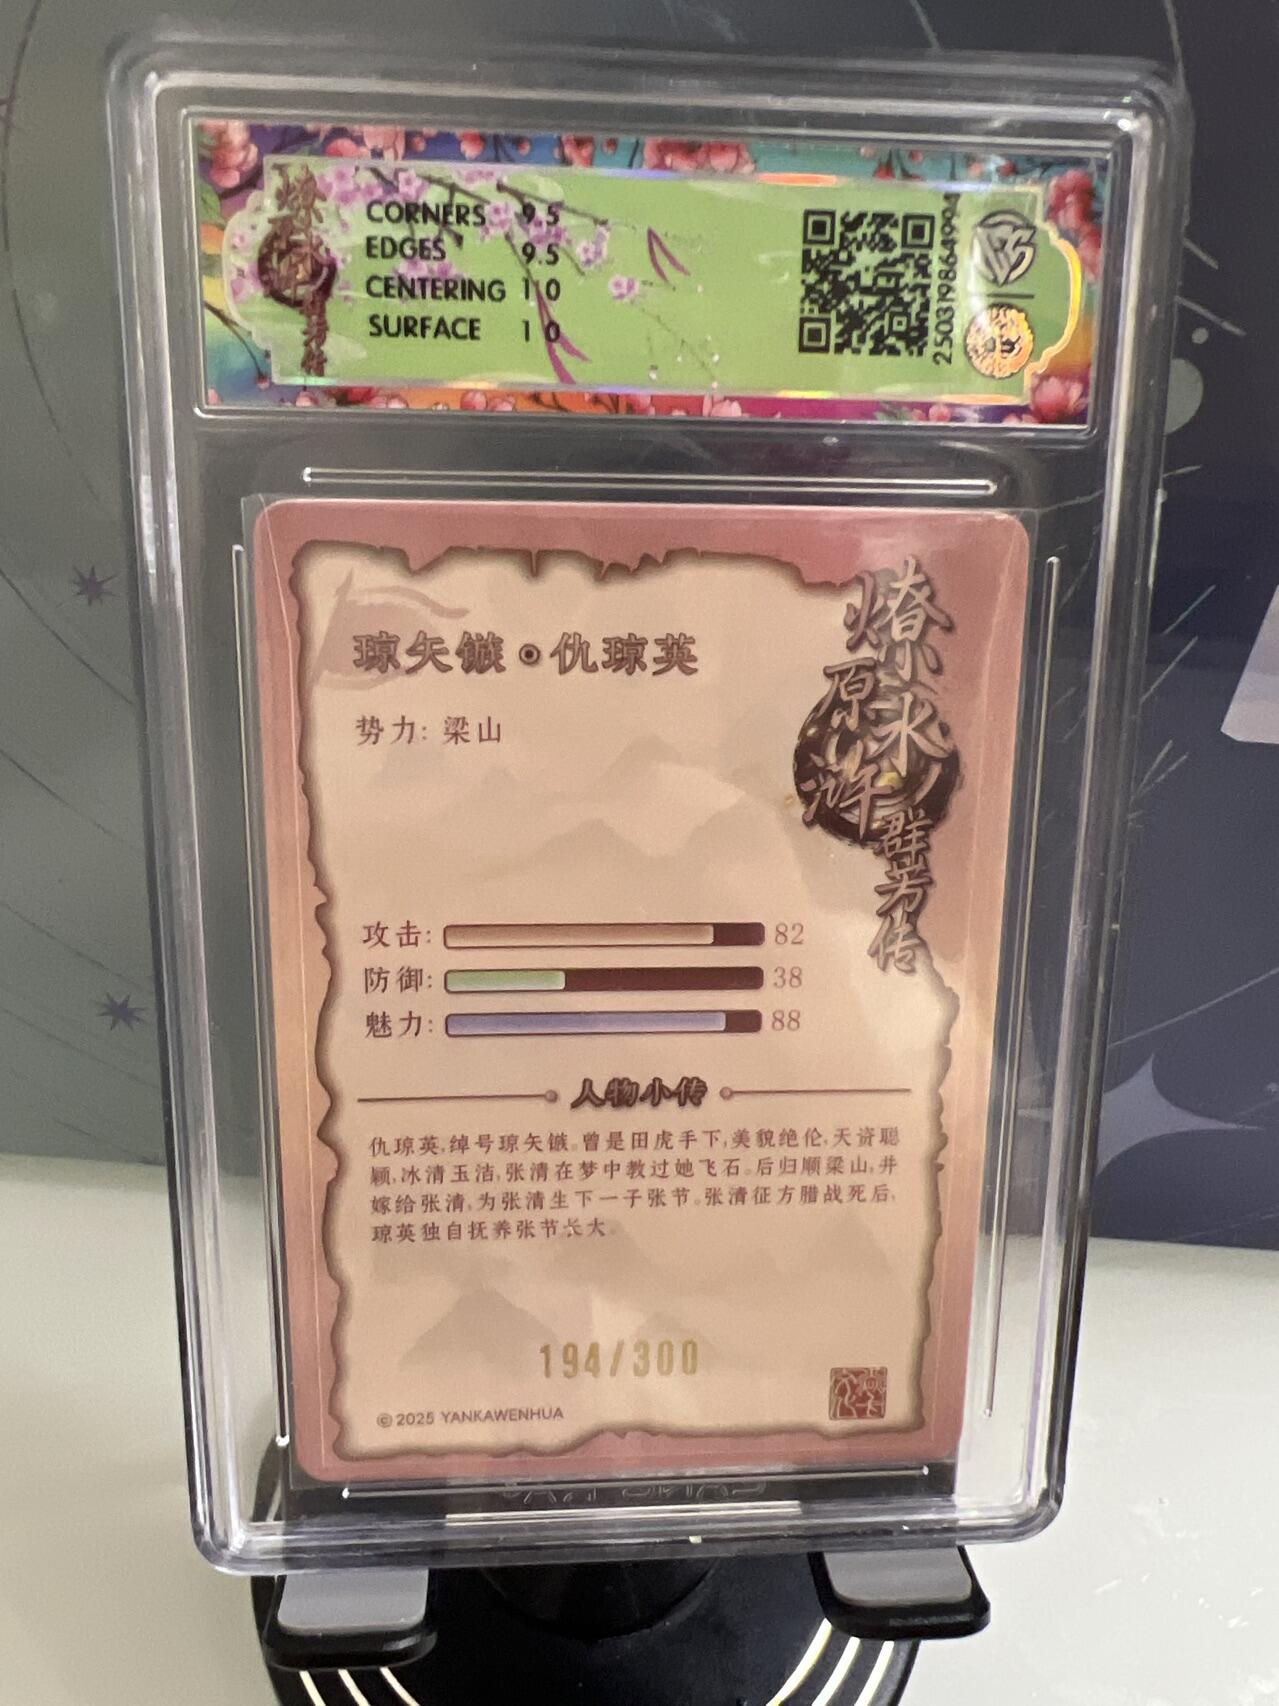 CORNERS 9.5
EDGES 9.5
CENTERING 10
SURFACE 10
250319864994
琼矢镞·仇琼英
燎原水浒
群芳传
势力: 梁山
攻击: 82
防御: 38
魅力: 88
人物小传
仇琼英,绰号琼矢镞。曾是田虎手下,美貌绝伦,天资聪
颖,冰清玉洁,张清在梦中教过她飞石。后归顺梁山,并
嫁给张清,为张清生下一子张节。张清征方腊战死后,
琼英独自抚养张节长大。
194/300
© 2025 YANKAWENHUA